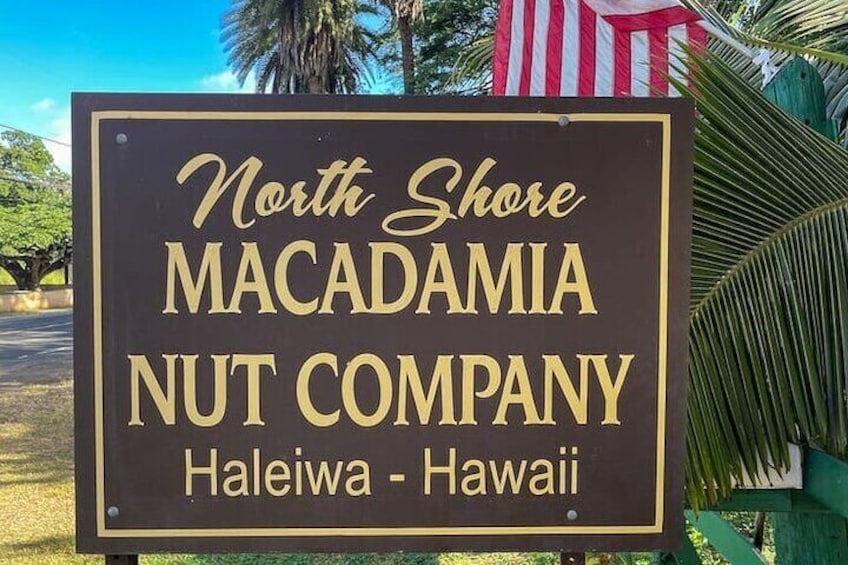 North Shore
MACADAMIA
NUT COMPANY
Haleiwa - Hawaii